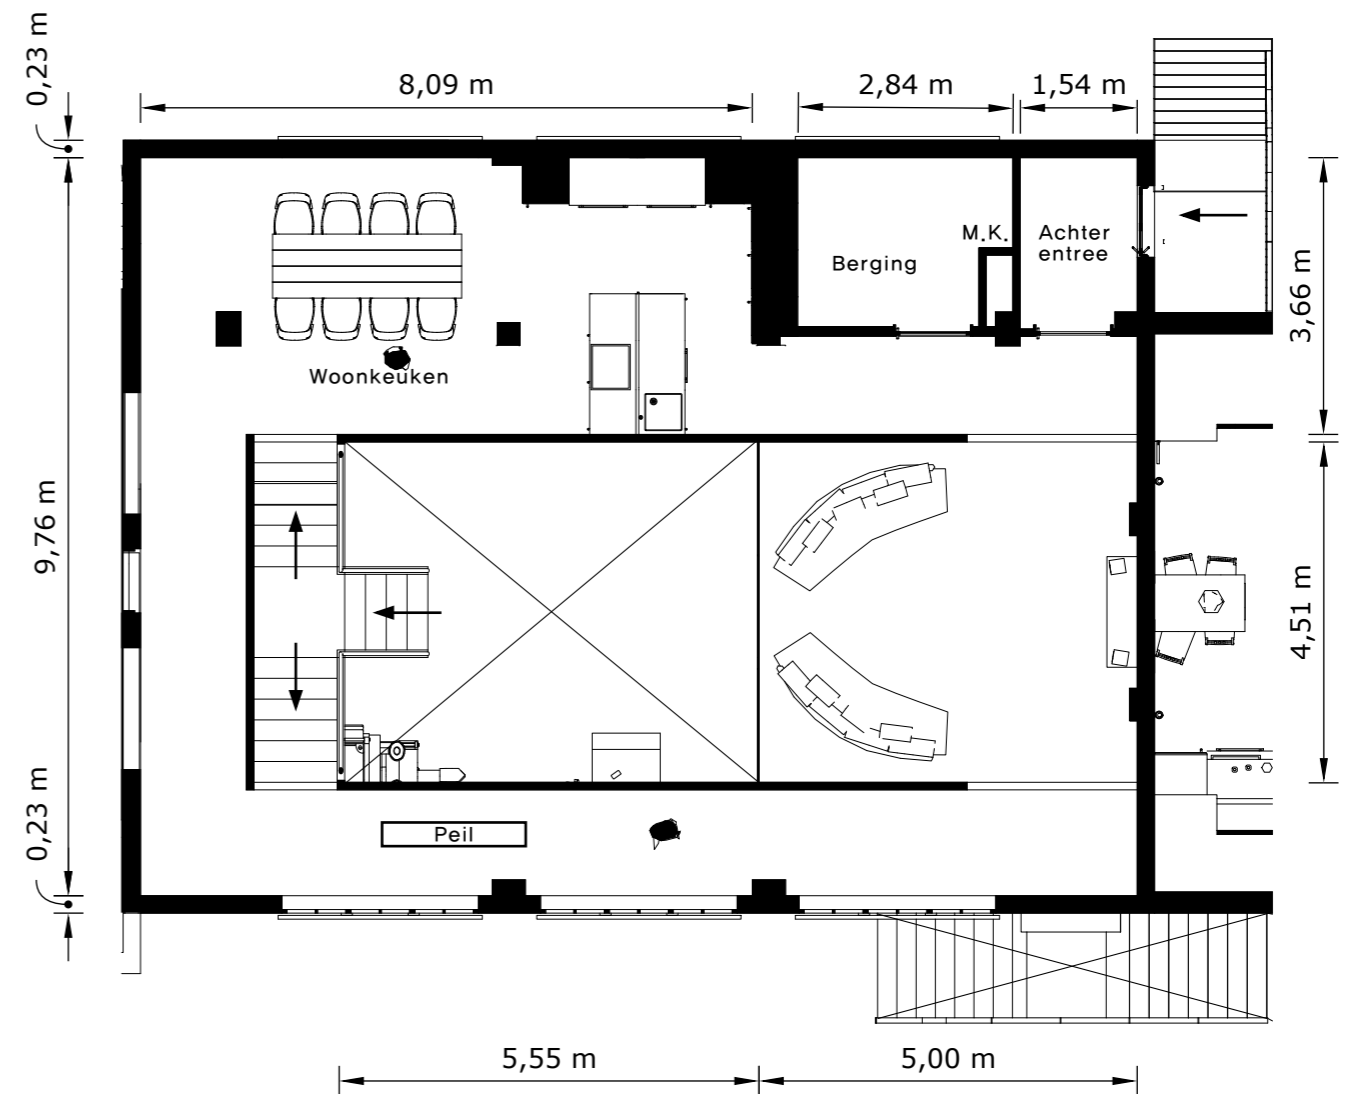 0,23 m
8,09 m
2,84 m
1,54 m
M.K.
Achter
entree
Berging
3,66 m
Woonkeuken
9,76 m
4,51 m
0,23 m
Peil
5,55 m
5,00 m